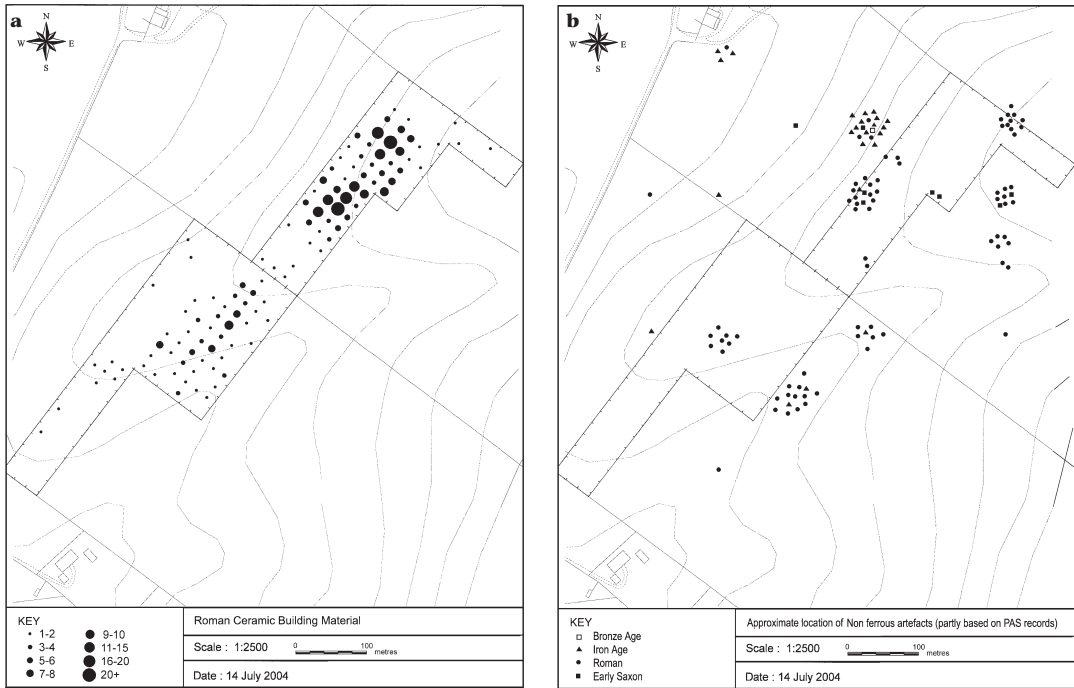 a
N
W E
S
KEY
1-2
3-4
5-6
7-8
9-10
11-15
16-20
20+
Roman Ceramic Building Material
Scale : 1:2500 0 100 metres
Date : 14 July 2004
b
N
W E
S
KEY
Bronze Age
Iron Age
Roman
Early Saxon
Approximate location of Non ferrous artefacts (partly based on PAS records)
Scale : 1:2500 0 100 metres
Date : 14 July 2004